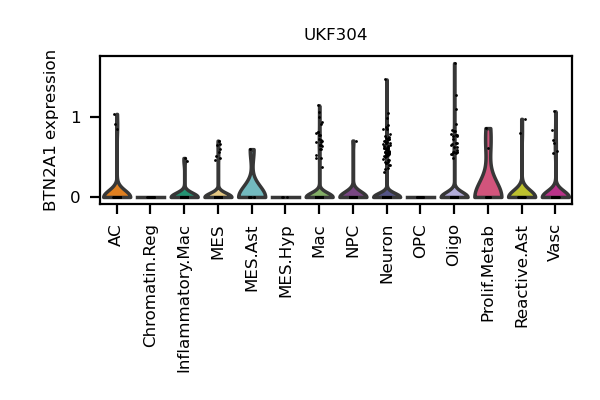 UKF304
BTN2A1 expression
1
0
AC
Chromatin.Reg
Inflammatory.Mac
MES
MES.Ast
MES.Hyp
Mac
NPC
Neuron
OPC
Oligo
Prolif.Metab
Reactive.Ast
Vasc